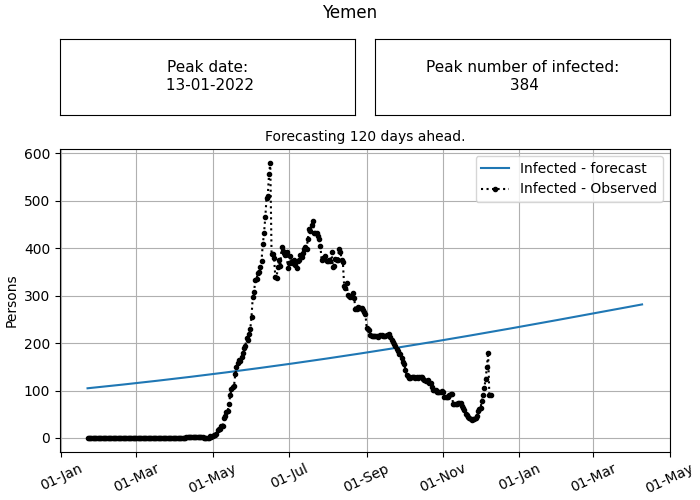 Yemen
Peak date:
13-01-2022
Peak number of infected:
384
Forecasting 120 days ahead.
Infected - forecast
Infected - Observed
Persons
600
500
400
300
200
100
0
01-Jan
01-Mar
01-May
01-Jul
01-Sep
01-Nov
01-Jan
01-Mar
01-May